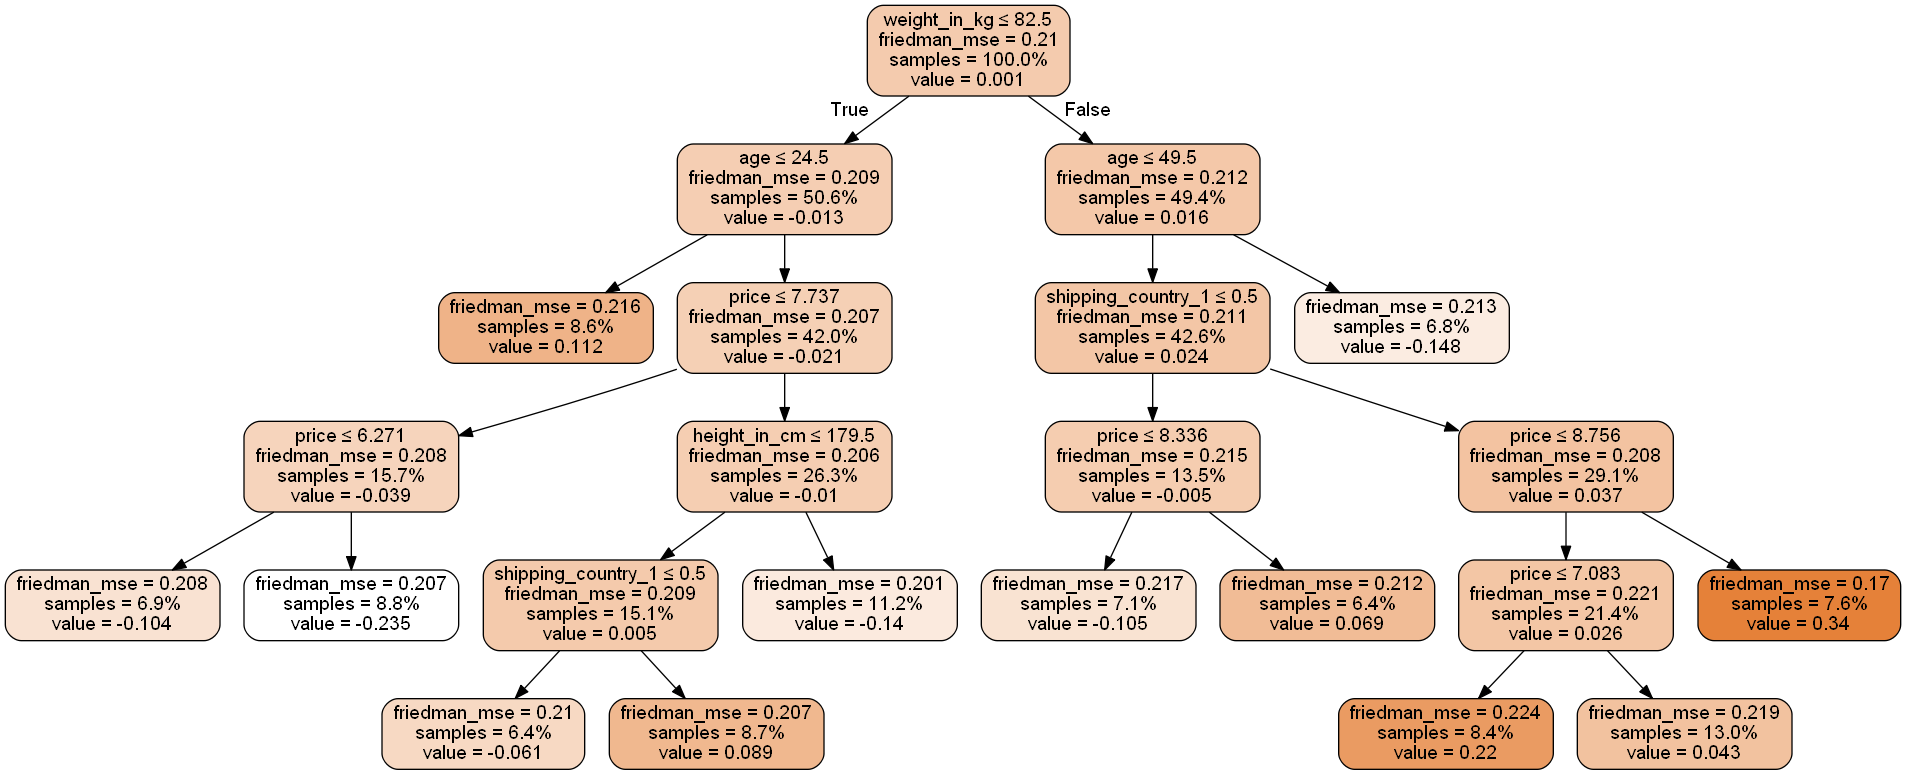 weight_in_kg ≤ 82.5
friedman_mse = 0.21
samples = 100.0%
value = 0.001
True
False
age ≤ 24.5
friedman_mse = 0.209
samples = 50.6%
value = -0.013
age ≤ 49.5
friedman_mse = 0.212
samples = 49.4%
value = 0.016
friedman_mse = 0.216
samples = 8.6%
value = 0.112
price ≤ 7.737
friedman_mse = 0.207
samples = 42.0%
value = -0.021
shipping_country_1 ≤ 0.5
friedman_mse = 0.211
samples = 42.6%
value = 0.024
friedman_mse = 0.213
samples = 6.8%
value = -0.148
price ≤ 6.271
friedman_mse = 0.208
samples = 15.7%
value = -0.039
height_in_cm ≤ 179.5
friedman_mse = 0.206
samples = 26.3%
value = -0.01
price ≤ 8.336
friedman_mse = 0.215
samples = 13.5%
value = -0.005
price ≤ 8.756
friedman_mse = 0.208
samples = 29.1%
value = 0.037
friedman_mse = 0.208
samples = 6.9%
value = -0.104
friedman_mse = 0.207
samples = 8.8%
value = -0.235
shipping_country_1 ≤ 0.5
friedman_mse = 0.209
samples = 15.1%
value = 0.005
friedman_mse = 0.201
samples = 11.2%
value = -0.14
friedman_mse = 0.217
samples = 7.1%
value = -0.105
friedman_mse = 0.212
samples = 6.4%
value = 0.069
price ≤ 7.083
friedman_mse = 0.221
samples = 21.4%
value = 0.026
friedman_mse = 0.17
samples = 7.6%
value = 0.34
friedman_mse = 0.21
samples = 6.4%
value = -0.061
friedman_mse = 0.207
samples = 8.7%
value = 0.089
friedman_mse = 0.224
samples = 8.4%
value = 0.22
friedman_mse = 0.219
samples = 13.0%
value = 0.043